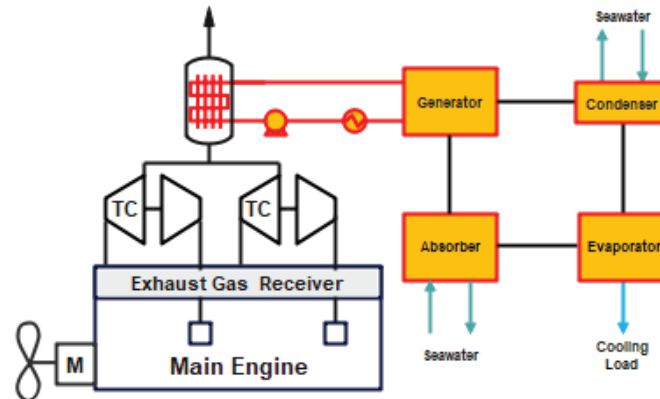 Seawater
Generator
Condenser
TC
TC
Absorber
Evaporator
Exhaust Gas Receiver
Seawater
Cooling
Load
M
Main Engine